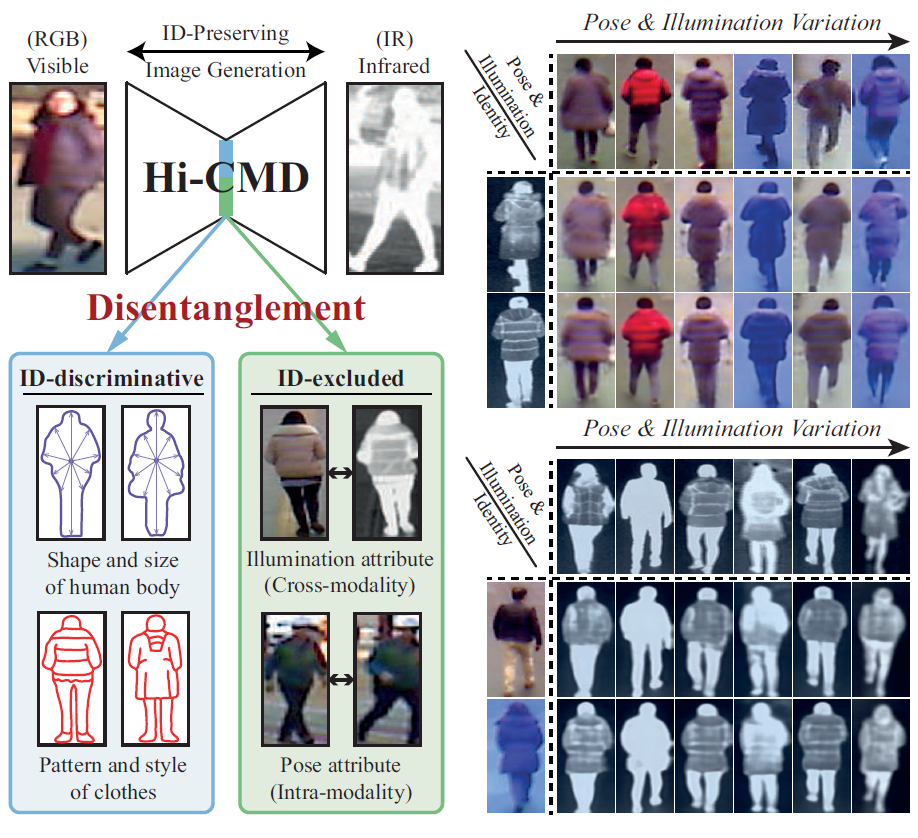 (RGB)
Visible
ID-Preserving
Image Generation
(IR)
Infrared
Hi-CMD
Disentanglement
ID-discriminative
Shape and size
of human body
Pattern and style
of clothes
ID-excluded
Illumination attribute
(Cross-modality)
Pose attribute
(Intra-modality)
Pose & Illumination Variation
Pose &
Illumination
Identity
Pose & Illumination Variation
Pose &
Illumination
Identity